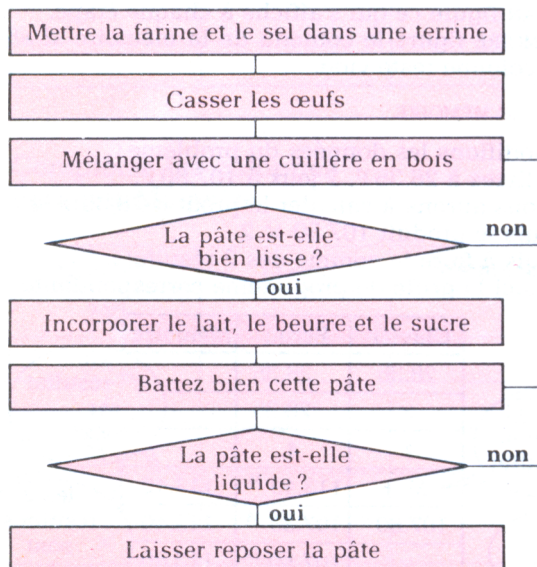 Mettre la farine et le sel dans une terrine
Casser les œufs
Mélanger avec une cuillère en bois
La pâte est-elle
bien lisse ?
non
oui
Incorporer le lait, le beurre et le sucre
Battez bien cette pâte
La pâte est-elle
liquide ?
non
oui
Laisser reposer la pâte